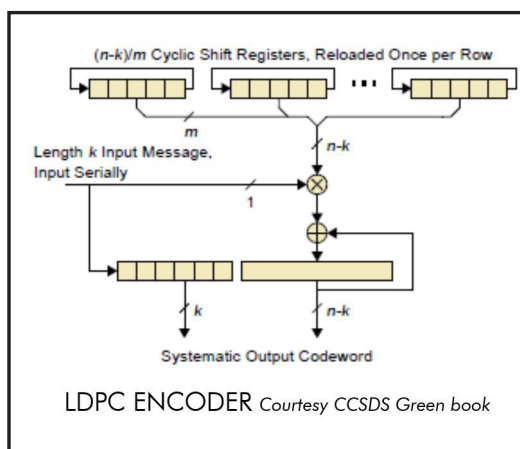 (n-k)/m Cyclic Shift Registers, Reloaded Once per Row
m
n-k
Length k Input Message,
Input Serially
1
k
n-k
Systematic Output Codeword
LDPC ENCODER Courtesy CCSDS Green book